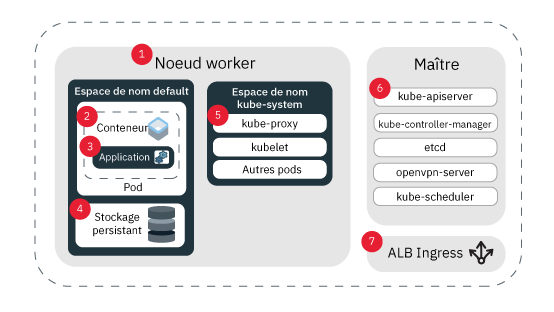 1
Noeud worker
Espace de nom default
2
Conteneur
3
Application
Pod
4
Stockage
persistant
Espace de nom
kube-system
5
kube-proxy
kubelet
Autres pods
Maître
6
kube-apiserver
kube-controller-manager
etcd
openvpn-server
kube-scheduler
7
ALB Ingress